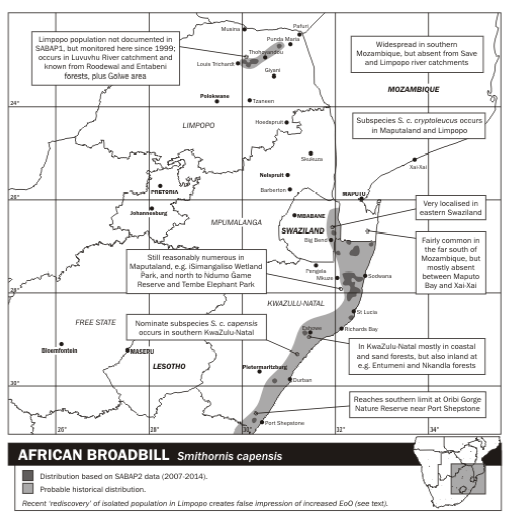 Limpopo population not documented in
SABAP1, but monitored here since 1999;
occurs in Luvuvhu River catchment and
known from Roodewal and Entabeni
forests, plus Golwe area
Musina
Pafuri
Punda Maria
Thohoyandou
Louis Trichardt
Giyani
Widespread in southern
Mozambique, but absent from Save
and Limpopo river catchments
MOZAMBIQUE
Polokwane
Tzaneen
24°
LIMPOPO
Hoedspruit
Subspecies S. c. cryptoleucus occurs
in Maputaland and Limpopo
Skukuza
Xai-Xai
Nelspruit
PRETORIA
Barberton
MAPUTO
Very localised in
eastern Swaziland
Johannesburg
MBABANE
MPUMALANGA
SWAZILAND
Big Bend
Fairly common in
the far south of
Mozambique, but
mostly absent
between Maputo
Bay and Xai-Xai
Still reasonably numerous in
Maputaland, e.g. iSimangaliso Wetland
Park, and north to Ndumo Game
Reserve and Tembe Elephant Park
Pongola
Mkuze
Sodwana
KWAZULU-NATAL
St Lucia
FREE STATE
Nominate subspecies S. c. capensis
occurs in southern KwaZulu-Natal
Eshowe
Richards Bay
Bloemfontein
MASERU
LESOTHO
In KwaZulu-Natal mostly in coastal
and sand forests, but also inland at
e.g. Entumeni and Nkandla forests
Pietermaritzburg
Durban
30°
Reaches southern limit at Oribi Gorge
Nature Reserve near Port Shepstone
Port Shepstone
26°
28°
30°
32°
34°
AFRICAN BROADBILL Smithornis capensis
Distribution based on SABAP2 data (2007-2014).
Probable historical distribution.
Recent 'rediscovery' of isolated population in Limpopo creates false impression of increased EoO (see text).